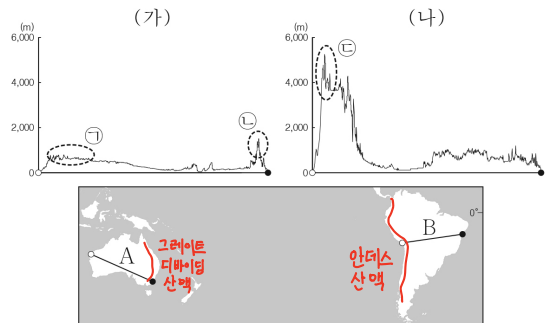 (가)
(m)
6,000
4,000
2,000
0
㉠
㉡
(나)
(m)
6,000
4,000
2,000
0
㉢
A
그레이트
디바이딩
산맥
B
0°
안데스
산맥